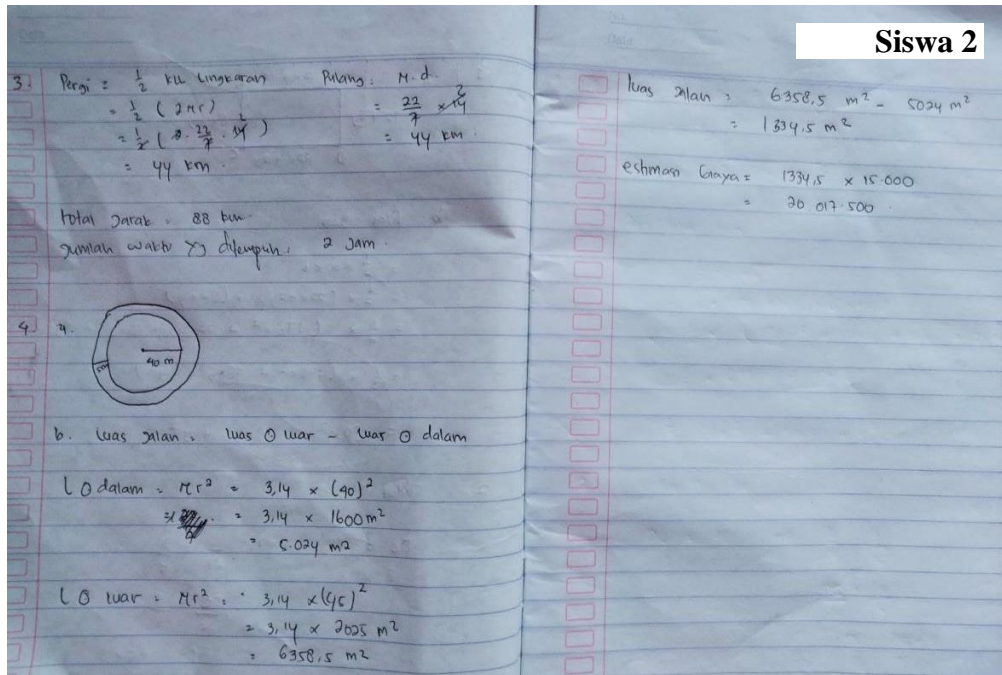 Siswa 2
3. Pergi = 1/2 kll lingkaran
= 1/2 (2πr)
= 1/2 (2 · 22/7 · 14 2)
= 44 km.
Pulang: π.d.
= 22/7 × 14 2
= 44 km.
total Jarak = 88 km.
Jumlah waktu yg ditempuh: 2 Jam.
4. a.
40 m
5m
b. luas Jalan = luas O luar - luas O dalam
L O dalam = πr² = 3,14 × (40)²
= 3,14 × 1600 m²
= 5.024 m2
L O luar = πr² = 3,14 × (45)²
= 3,14 × 2025 m²
= 6358,5 m2
luas Jalan = 6358,5 m² - 5024 m²
= 1334,5 m²
estimasi biaya = 1334,5 × 15.000
= 20 017.500